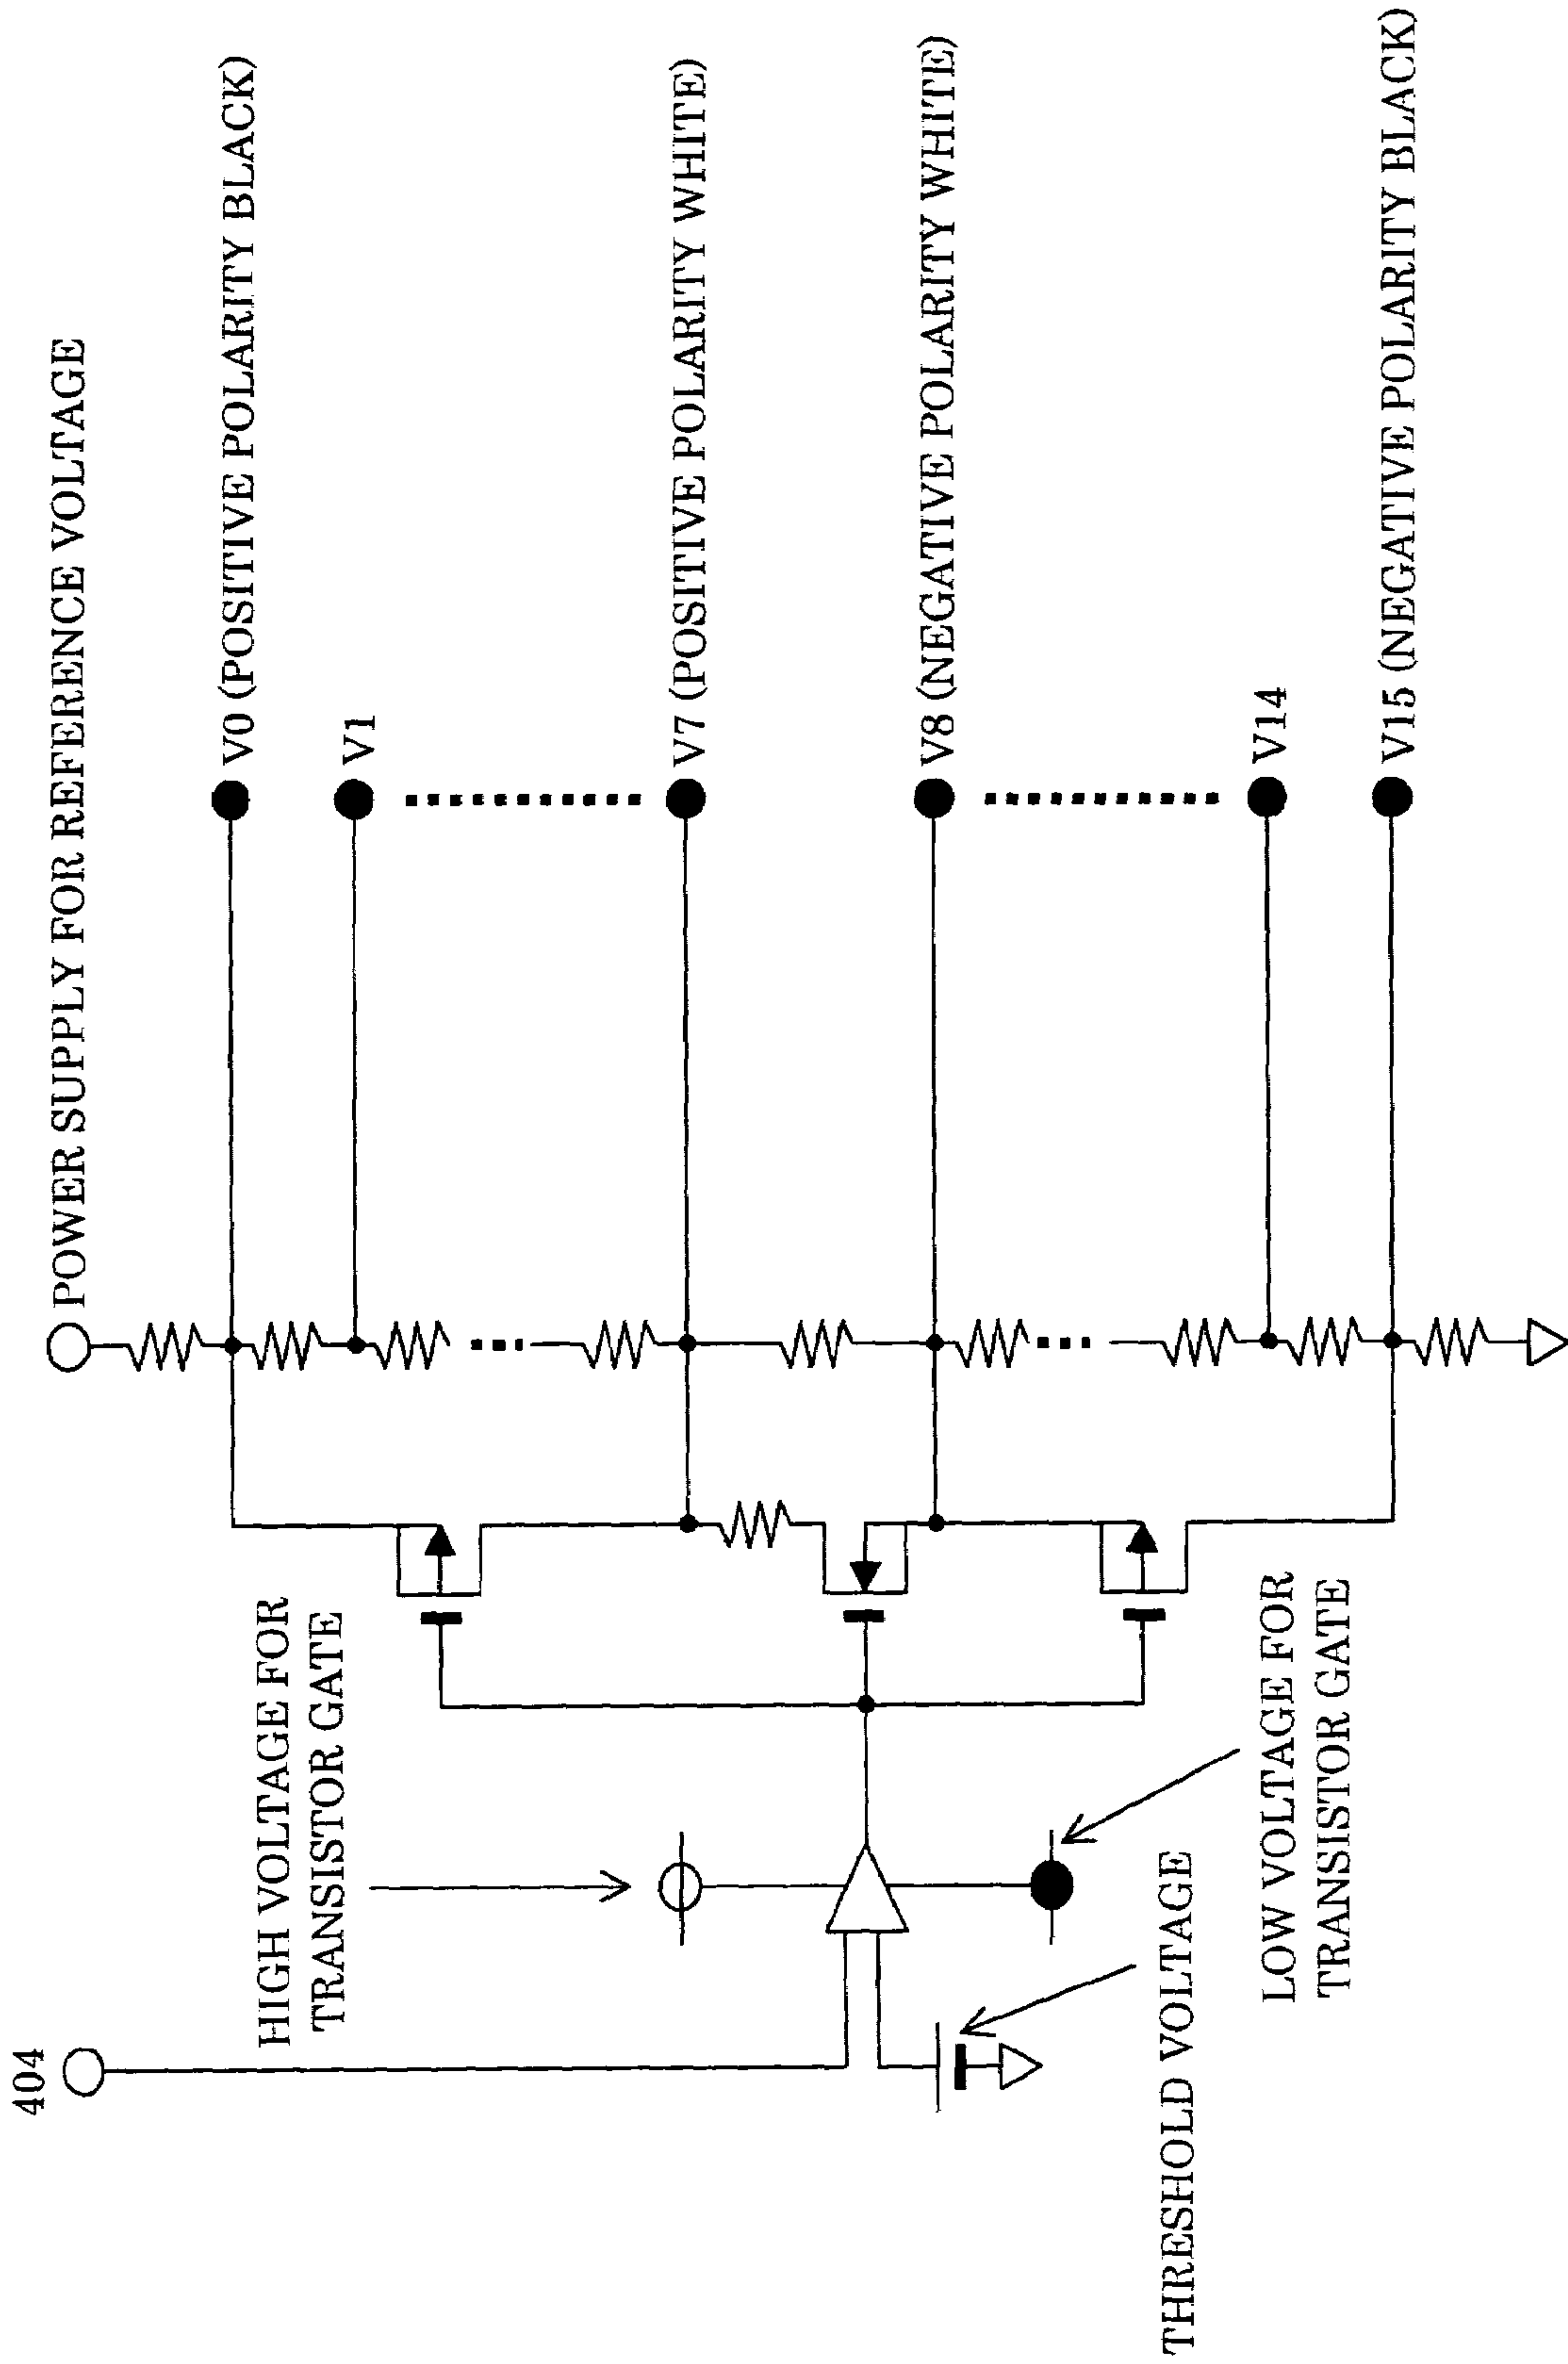 404
POWER SUPPLY FOR REFERENCE VOLTAGE
V0 (POSITIVE POLARITY BLACK)
V1
HIGH VOLTAGE FOR
TRANSISTOR GATE
V7 (POSITIVE POLARITY WHITE)
V8 (NEGATIVE POLARITY WHITE)
THRESHOLD VOLTAGE
LOW VOLTAGE FOR
TRANSISTOR GATE
V14
V15 (NEGATIVE POLARITY BLACK)